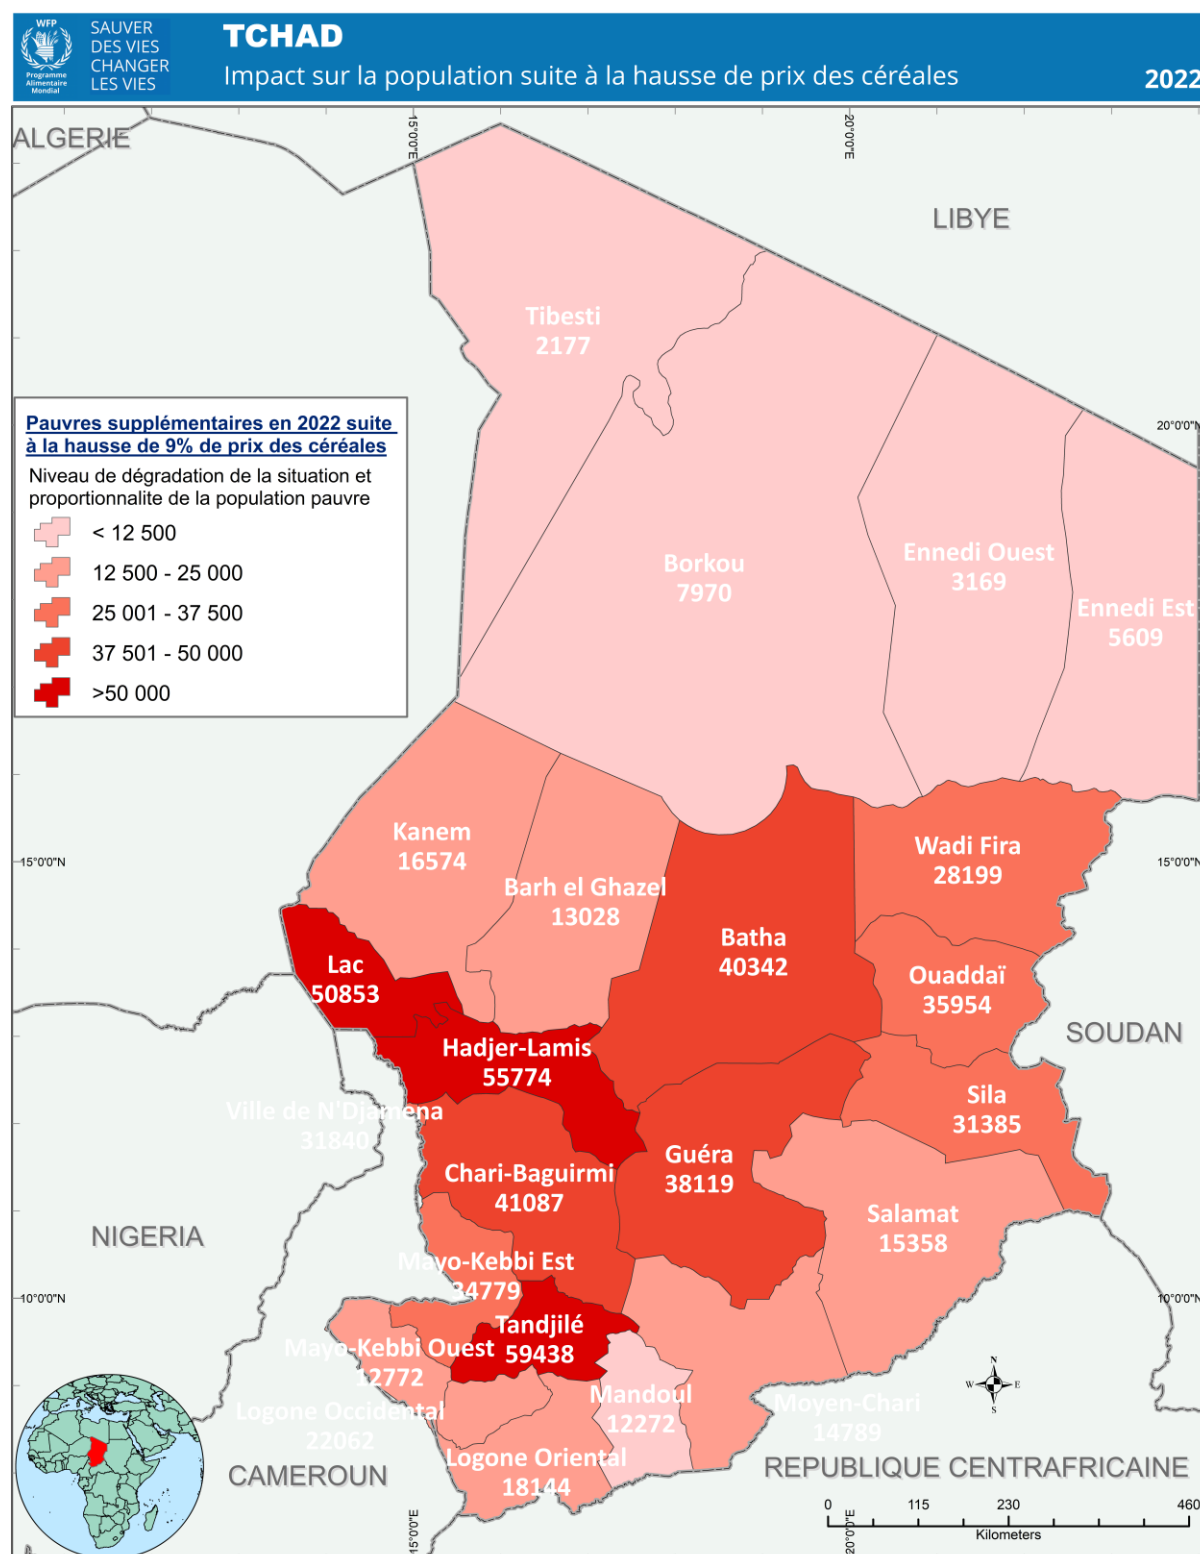 WFP
Programme
Alimentaire
Mondial
SAUVER
DES VIES
CHANGER
LES VIES
TCHAD
Impact sur la population suite à la hausse de prix des céréales
2022
ALGERIE
15°0'0"E
20°0'0"E
LIBYE
Tibesti
2177
Pauvres supplémentaires en 2022 suite
à la hausse de 9% de prix des céréales
Niveau de dégradation de la situation et
proportionnalite de la population pauvre
< 12 500
12 500 - 25 000
25 001 - 37 500
37 501 - 50 000
>50 000
20°0'0"N
Borkou
7970
Ennedi Ouest
3169
Ennedi Est
5609
Kanem
16574
Barh el Ghazel
13028
Wadi Fira
28199
15°0'0"N
15°0'0"N
Batha
40342
Lac
50853
Ouaddaï
35954
SOUDAN
Hadjer-Lamis
55774
Ville de N'Djamena
31840
Sila
31385
Guéra
38119
Chari-Baguirmi
41087
Salamat
15358
NIGERIA
Mayo-Kebbi Est
34779
10°0'0"N
10°0'0"N
Tandjilé
59438
Mayo-Kebbi Ouest
12772
Mandoul
12272
Moyen-Chari
14789
Logone Occidental
22062
Logone Oriental
18144
CAMEROUN
REPUBLIQUE CENTRAFRICAINE
N
W
E
S
0 115 230 460
Kilometers
15°0'0"E
20°0'0"E